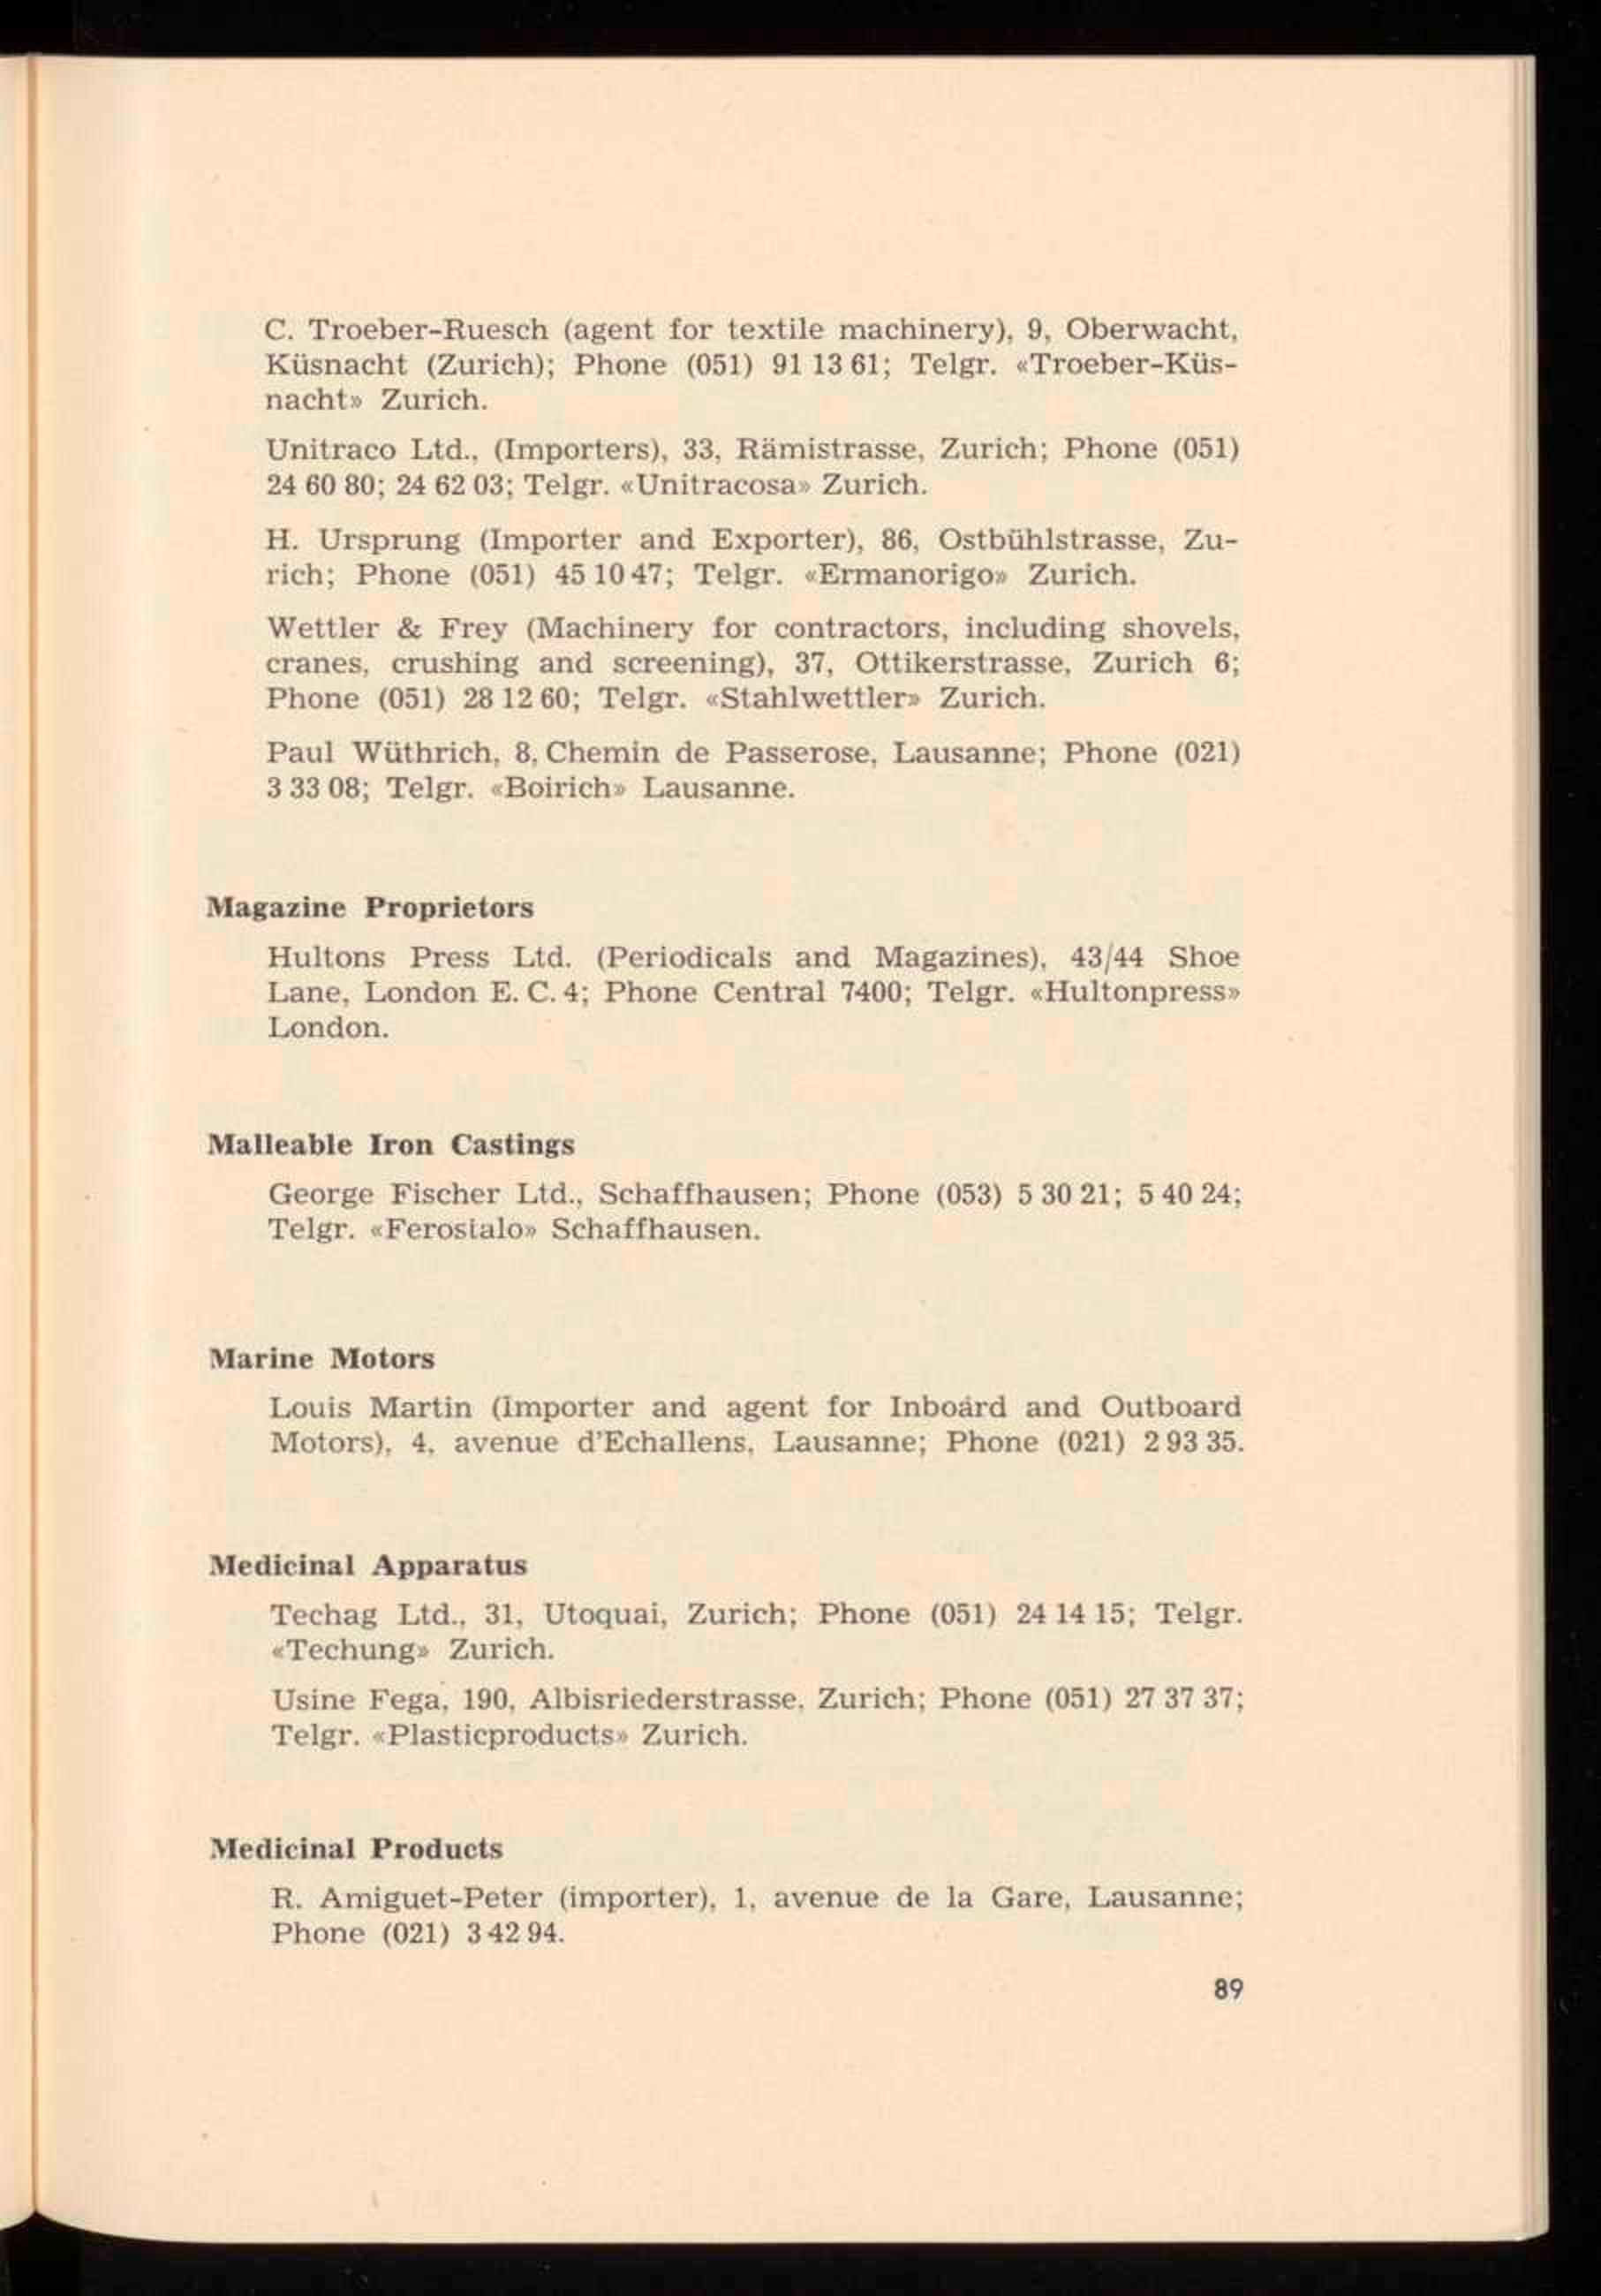 C. Troeber-Ruesch (agent for textile machinery), 9, Oberwacht,
Küsnacht (Zurich); Phone (051) 91 13 61; Telgr. «Troeber-Küs-
nacht» Zurich.
Unitraco Ltd., (Importers), 33, Rämistrasse, Zurich; Phone (051)
24 60 80; 24 62 03; Telgr. «Unitracosa» Zurich.
H. Ursprung (Importer and Exporter), 86, Ostbühlstrasse, Zu-
rich; Phone (051) 45 10 47; Telgr. «Ermanorigo» Zurich.
Wettler & Frey (Machinery for contractors, including shovels,
cranes, crushing and screening), 37, Ottikerstrasse, Zurich 6;
Phone (051) 28 12 60; Telgr. «Stahlwettler» Zurich.
Paul Wüthrich, 8, Chemin de Passerose, Lausanne; Phone (021)
3 33 08; Telgr. «Boirich» Lausanne.
Magazine Proprietors
Hultons Press Ltd. (Periodicals and Magazines), 43/44 Shoe
Lane, London E. C. 4; Phone Central 7400; Telgr. «Hultonpress»
London.
Malleable Iron Castings
George Fischer Ltd., Schaffhausen; Phone (053) 5 30 21; 5 40 24;
Telgr. «Ferostalo» Schaffhausen.
Marine Motors
Louis Martin (Importer and agent for Inboard and Outboard
Motors), 4, avenue d'Echallens, Lausanne; Phone (021) 2 93 35.
Medicinal Apparatus
Techag Ltd., 31, Utoquai, Zurich; Phone (051) 24 14 15; Telgr.
«Techung» Zurich.
Usine Fega, 190, Albisriederstrasse, Zurich; Phone (051) 27 37 37;
Telgr. «Plasticproducts» Zurich.
Medicinal Products
R. Amiguet-Peter (importer), 1, avenue de la Gare, Lausanne;
Phone (021) 3 42 94.
89